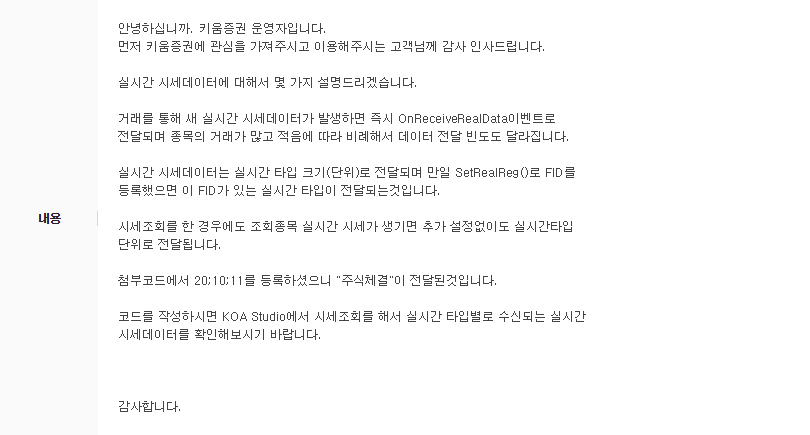 안녕하십니까. 키움증권 운영자입니다.
먼저 키움증권에 관심을 가져주시고 이용해주시는 고객님께 감사 인사드립니다.
실시간 시세데이터에 대해서 몇 가지 설명드리겠습니다.
거래를 통해 새 실시간 시세데이터가 발생하면 즉시 OnReceiveRealData이벤트로
전달되며 종목의 거래가 많고 적음에 따라 비례해서 데이터 전달 빈도도 달라집니다.
실시간 시세데이터는 실시간 타입 크기(단위)로 전달되며 만일 SetRealReg()로 FID를
등록했으면 이 FID가 있는 실시간 타입이 전달되는것입니다.
내용
시세조회를 한 경우에도 조회종목 실시간 시세가 생기면 추가 설정없이도 실시간타입
단위로 전달됩니다.
첨부코드에서 20;10;11를 등록하셨으니 "주식체결"이 전달된것입니다.
코드를 작성하시면 KOA Studio에서 시세조회를 해서 실시간 타입별로 수신되는 실시간
시세데이터를 확인해보시기 바랍니다.
감사합니다.